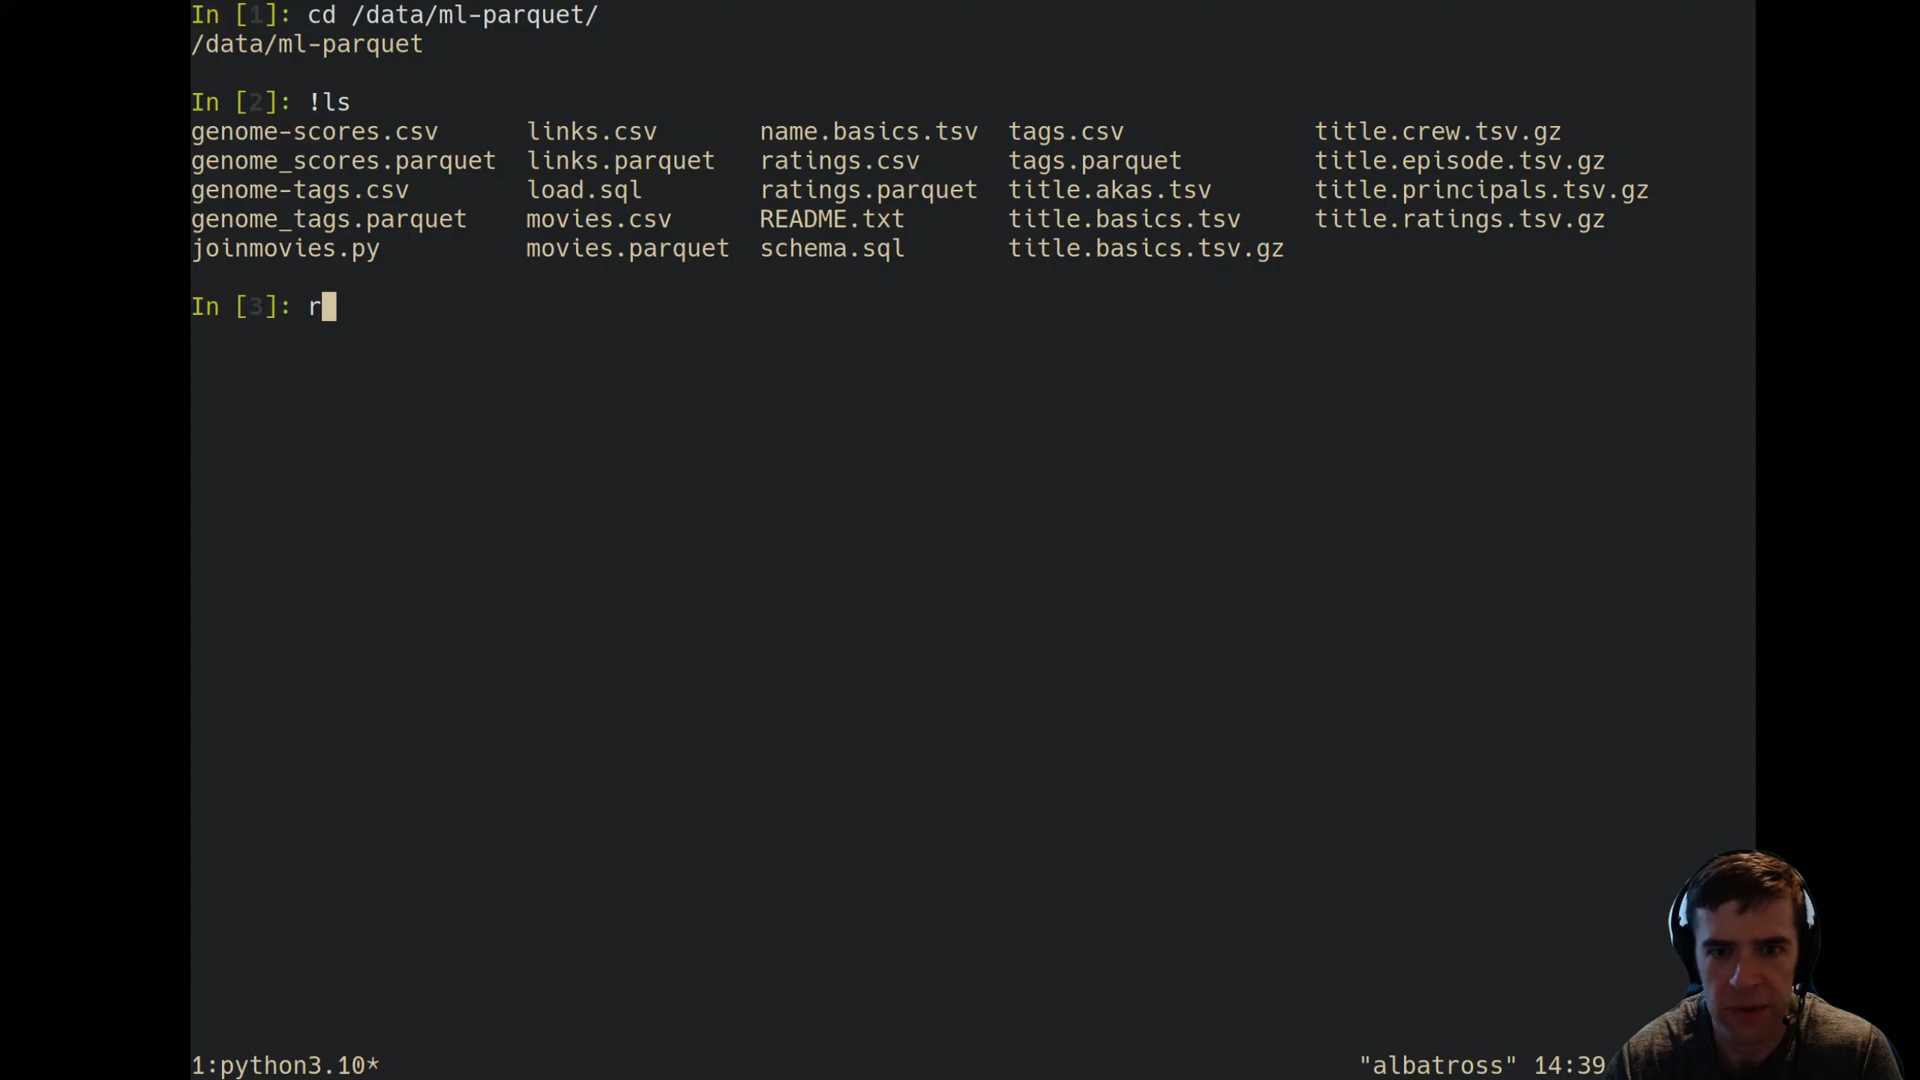 In [1]: cd /data/ml-parquet/
/data/ml-parquet
In [2]: !ls
genome-scores.csv links.csv name.basics.tsv tags.csv title.crew.tsv.gz
genome_scores.parquet links.parquet ratings.csv tags.parquet title.episode.tsv.gz
genome-tags.csv load.sql ratings.parquet title.akas.tsv title.principals.tsv.gz
genome_tags.parquet movies.csv README.txt title.basics.tsv title.ratings.tsv.gz
joinmovies.py movies.parquet schema.sql title.basics.tsv.gz
In [3]: r
1:python3.10* "albatross" 14:39